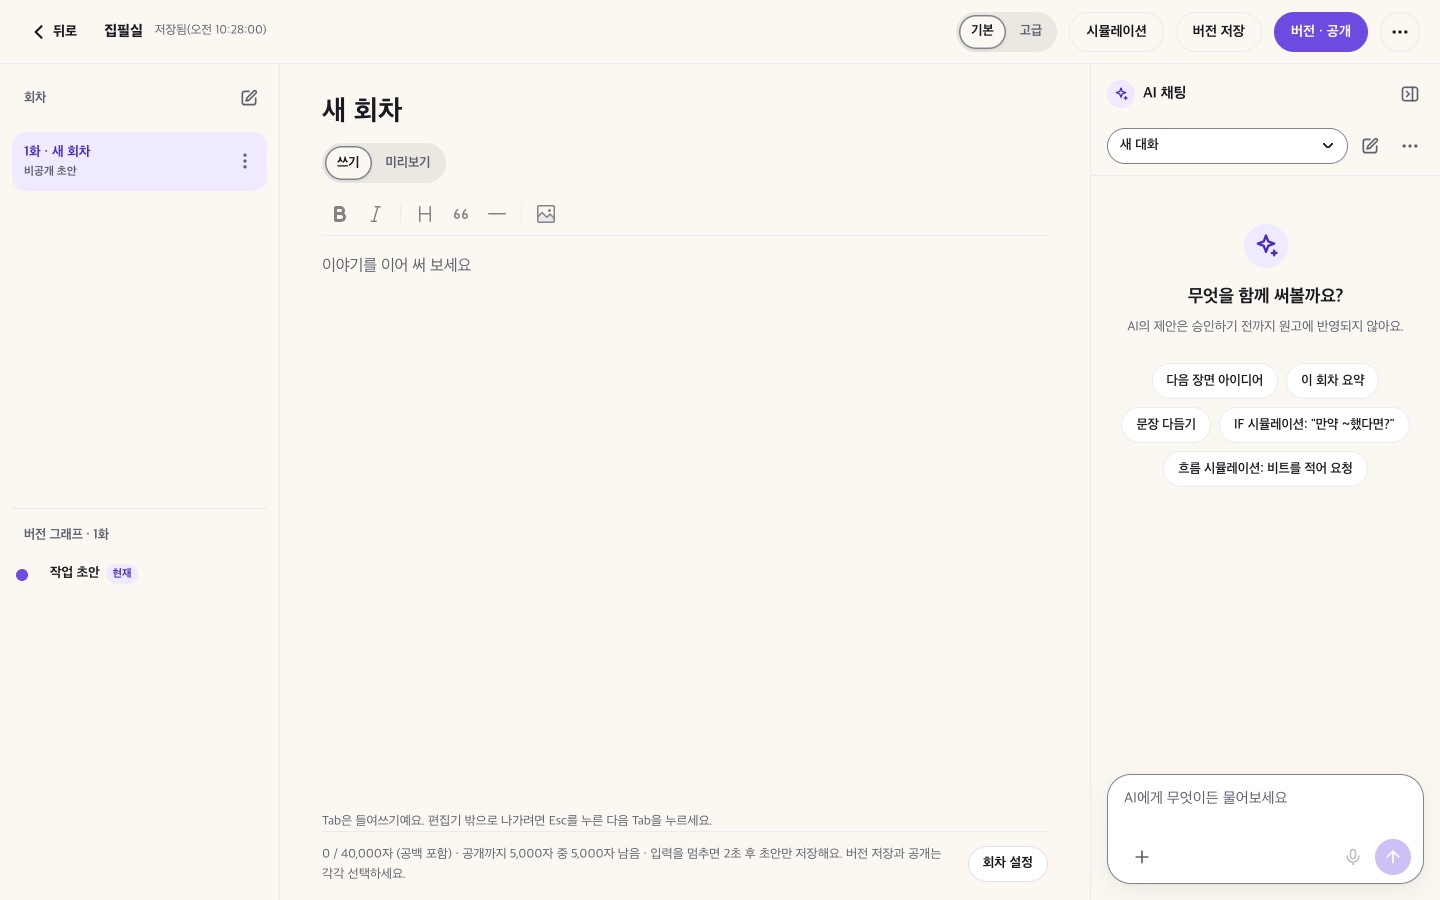 뒤로
집필실
저장됨(오전 10:28:00)
기본
고급
시뮬레이션
버전 저장
버전 · 공개
회차
1화 · 새 회차
비공개 초안
버전 그래프 · 1화
작업 초안
현재
새 회차
쓰기
미리보기
B I H 66
이야기를 이어 써 보세요
Tab은 들여쓰기예요. 편집기 밖으로 나가려면 Esc를 누른 다음 Tab을 누르세요.
0 / 40,000자 (공백 포함) · 공개까지 5,000자 중 5,000자 남음 · 입력을 멈추면 2초 후 초안만 저장해요. 버전 저장과 공개는
각각 선택하세요.
회차 설정
AI 채팅
새 대화
무엇을 함께 써볼까요?
AI의 제안은 승인하기 전까지 원고에 반영되지 않아요.
다음 장면 아이디어
이 회차 요약
문장 다듬기
IF 시뮬레이션: "만약 ~했다면?"
흐름 시뮬레이션: 비트를 적어 요청
AI에게 무엇이든 물어보세요